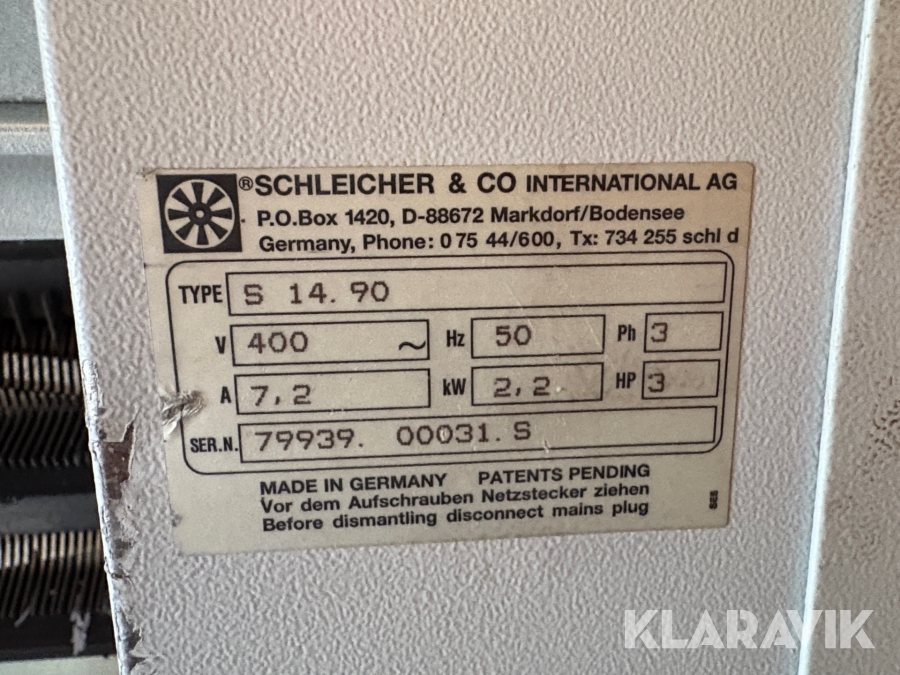 ® SCHLEICHER & CO INTERNATIONAL AG
P.O.Box 1420, D-88672 Markdorf/Bodensee
Germany, Phone: 0 75 44/600, Tx: 734 255 schl d
TYPE S 14. 90
V 400 ~ Hz 50 Ph 3
A 7,2 kW 2,2. HP 3
SER.N. 79939. 00031. S
MADE IN GERMANY PATENTS PENDING
Vor dem Aufschrauben Netzstecker ziehen
Before dismantling disconnect mains plug
KLARAVIK